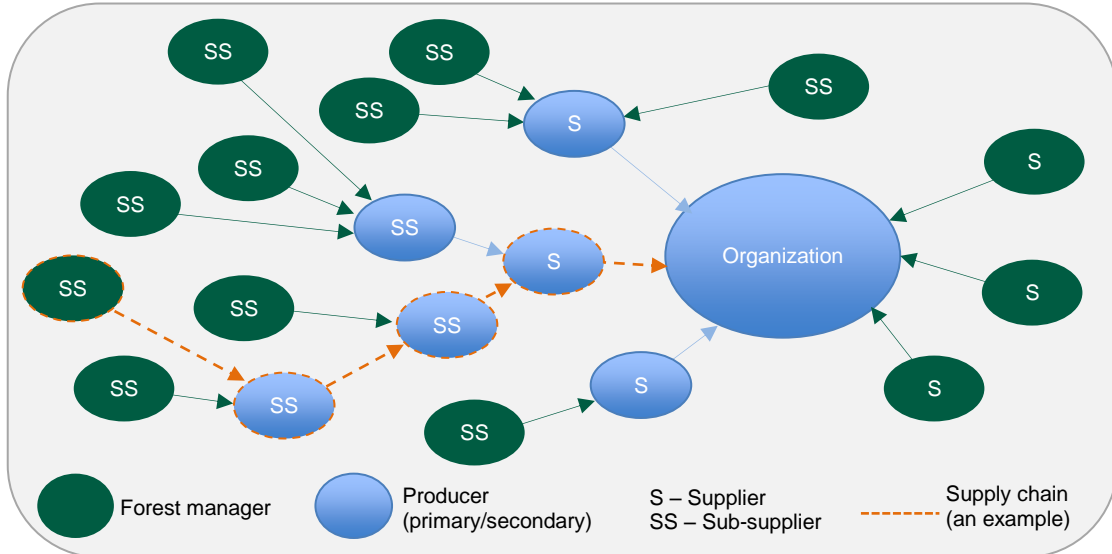 SS
SS
SS
SS
S
SS
S
SS
SS
S
Organization
SS
S
SS
SS
S
SS
S
SS
S
SS
Forest manager
Producer
(primary/secondary)
S – Supplier
SS – Sub-supplier
Supply chain
(an example)